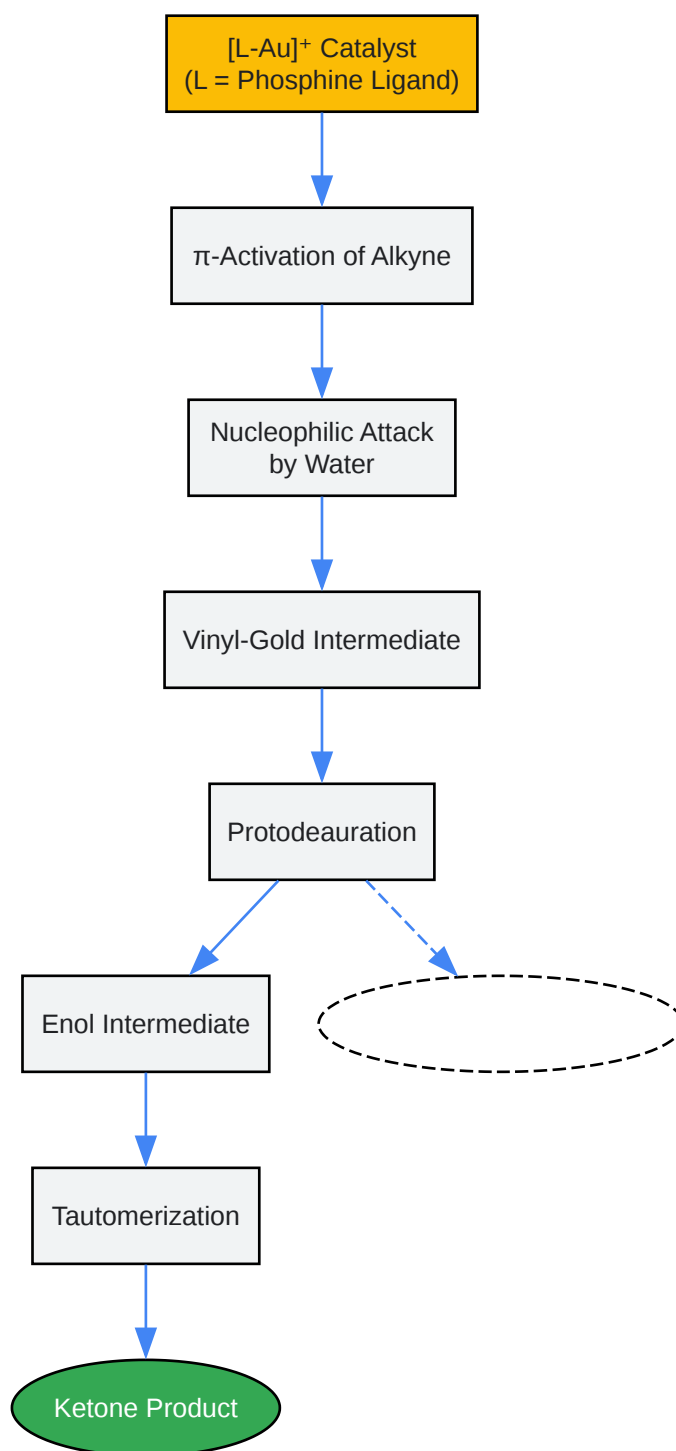 [L-Au]⁺ Catalyst
(L = Phosphine Ligand)
π-Activation of Alkyne
Nucleophilic Attack
by Water
Vinyl-Gold Intermediate
Protodeauration
Enol Intermediate
Tautomerization
Ketone Product